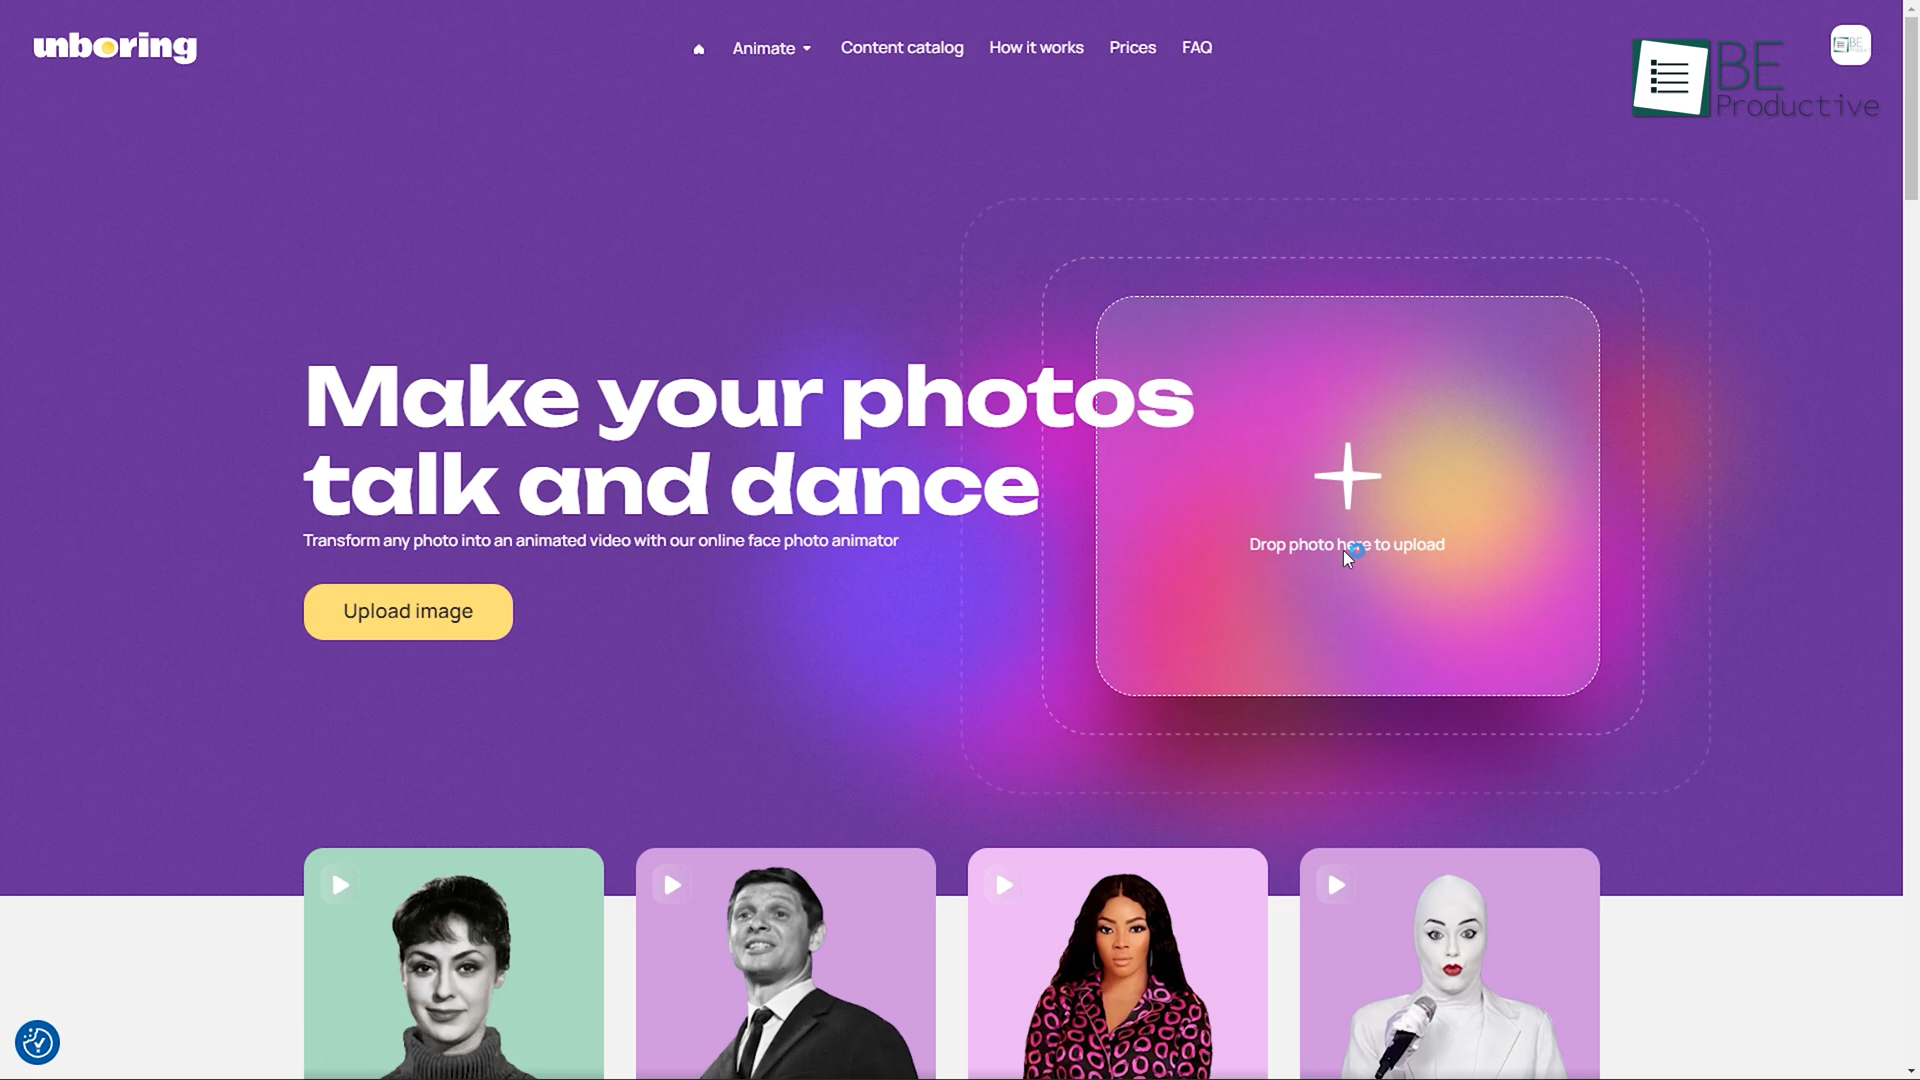 unboring
Animate
Content catalog
How it works
Prices
FAQ
BE
Productive
Make your photos
talk and dance
Transform any photo into an animated video with our online face photo animator
Upload image
Drop photo here to upload